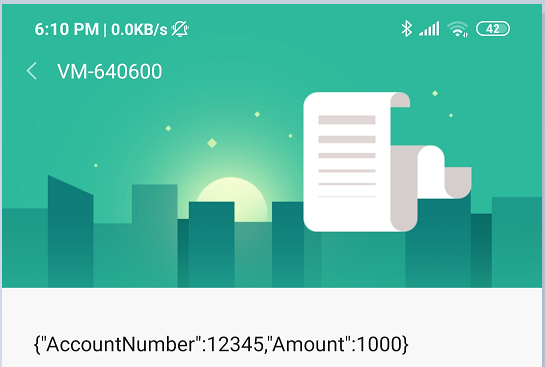 6:10 PM | 0.0KB/s
42
VM-640600
{"AccountNumber":12345,"Amount":1000}